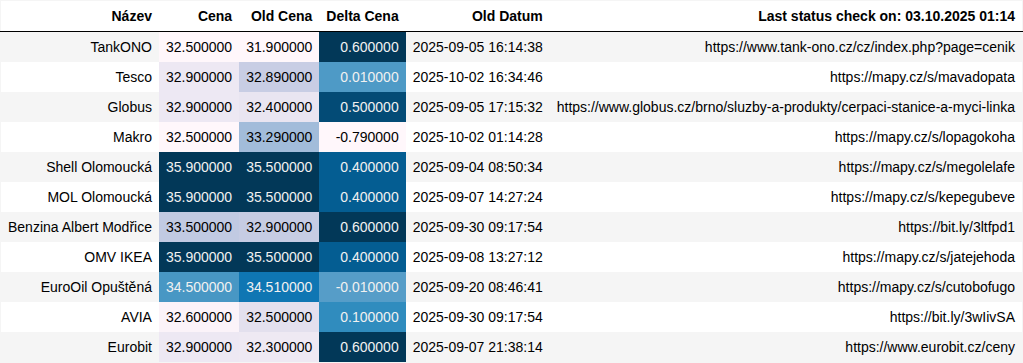 Název Cena Old Cena Delta Cena Old Datum Last status check on: 03.10.2025 01:14
TankONO 32.500000 31.900000 0.600000 2025-09-05 16:14:38 https://www.tank-ono.cz/cz/index.php?page=cenik
Tesco 32.900000 32.890000 0.010000 2025-10-02 16:34:46 https://mapy.cz/s/mavadopata
Globus 32.900000 32.400000 0.500000 2025-09-05 17:15:32 https://www.globus.cz/brno/sluzby-a-produkty/cerpaci-stanice-a-myci-linka
Makro 32.500000 33.290000 -0.790000 2025-10-02 01:14:28 https://mapy.cz/s/lopagokoha
Shell Olomoucká 35.900000 35.500000 0.400000 2025-09-04 08:50:34 https://mapy.cz/s/megolelafe
MOL Olomoucká 35.900000 35.500000 0.400000 2025-09-07 14:27:24 https://mapy.cz/s/kepegubeve
Benzina Albert Modřice 33.500000 32.900000 0.600000 2025-09-30 09:17:54 https://bit.ly/3ltfpd1
OMV IKEA 35.900000 35.500000 0.400000 2025-09-08 13:27:12 https://mapy.cz/s/jatejehoda
EuroOil Opuštěná 34.500000 34.510000 -0.010000 2025-09-20 08:46:41 https://mapy.cz/s/cutobofugo
AVIA 32.600000 32.500000 0.100000 2025-09-30 09:17:54 https://bit.ly/3wIivSA
Eurobit 32.900000 32.300000 0.600000 2025-09-07 21:38:14 https://www.eurobit.cz/ceny